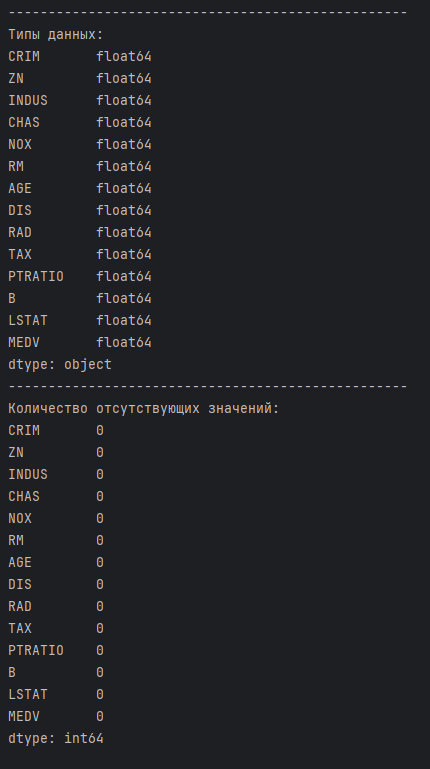 --------------------------------------------------
Типы данных:
CRIM       float64
ZN         float64
INDUS      float64
CHAS       float64
NOX        float64
RM         float64
AGE        float64
DIS        float64
RAD        float64
TAX        float64
PTRATIO    float64
B          float64
LSTAT      float64
MEDV       float64
dtype: object
--------------------------------------------------
Количество отсутствующих значений:
CRIM       0
ZN         0
INDUS      0
CHAS       0
NOX        0
RM         0
AGE        0
DIS        0
RAD        0
TAX        0
PTRATIO    0
B          0
LSTAT      0
MEDV       0
dtype: int64